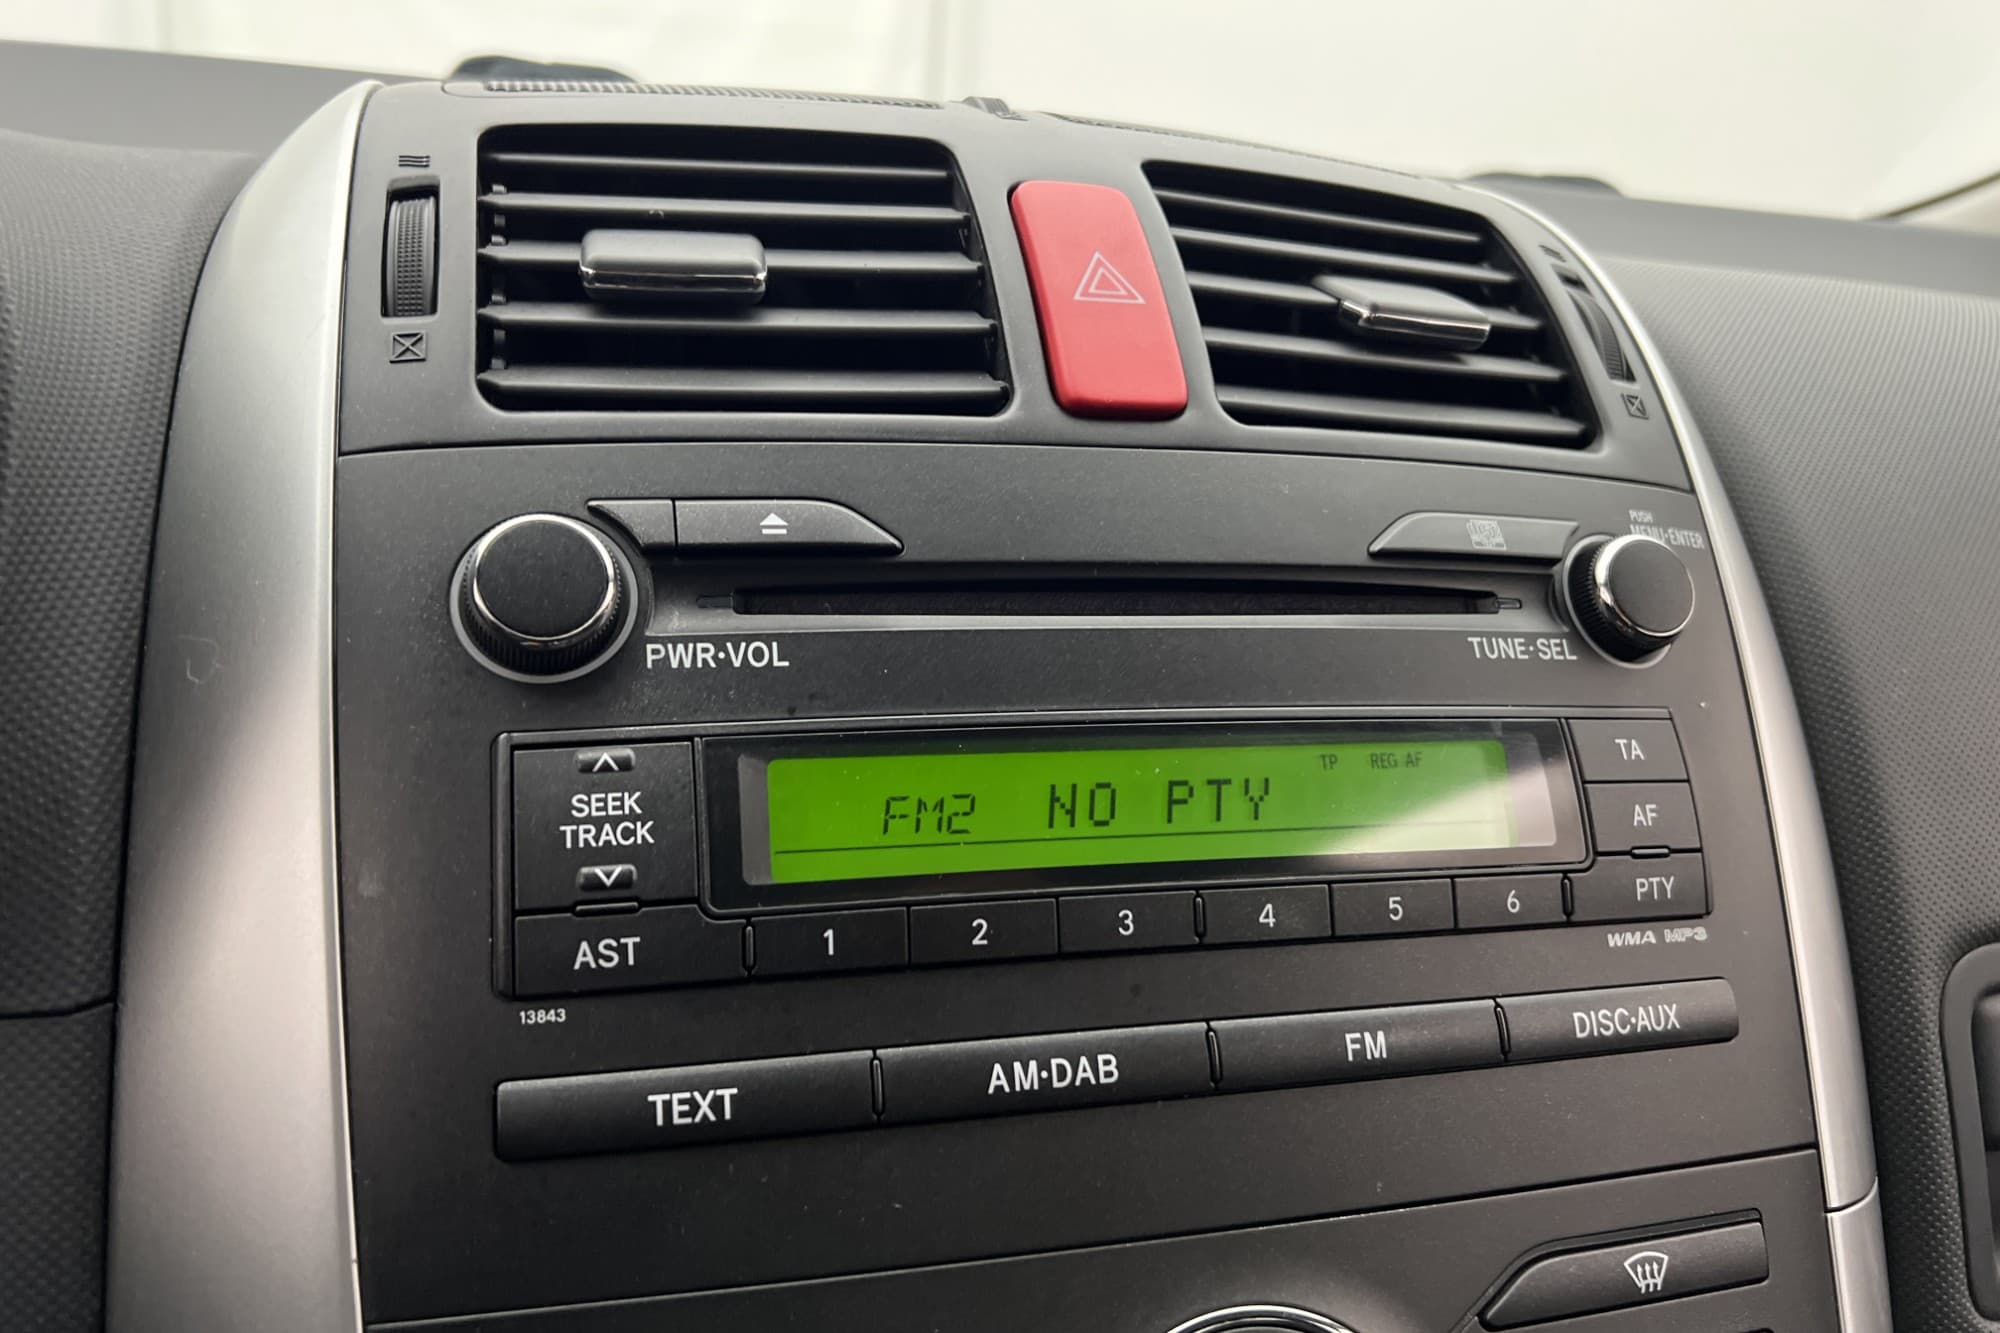 PUSH
MENU·ENTER
PWR·VOL
TUNE·SEL
TP REG AF
FM2 NO PTY
SEEK
TRACK
TA
AF
PTY
AST
1 2 3 4 5 6
WMA MP3
13843
TEXT
AM·DAB
FM
DISC·AUX